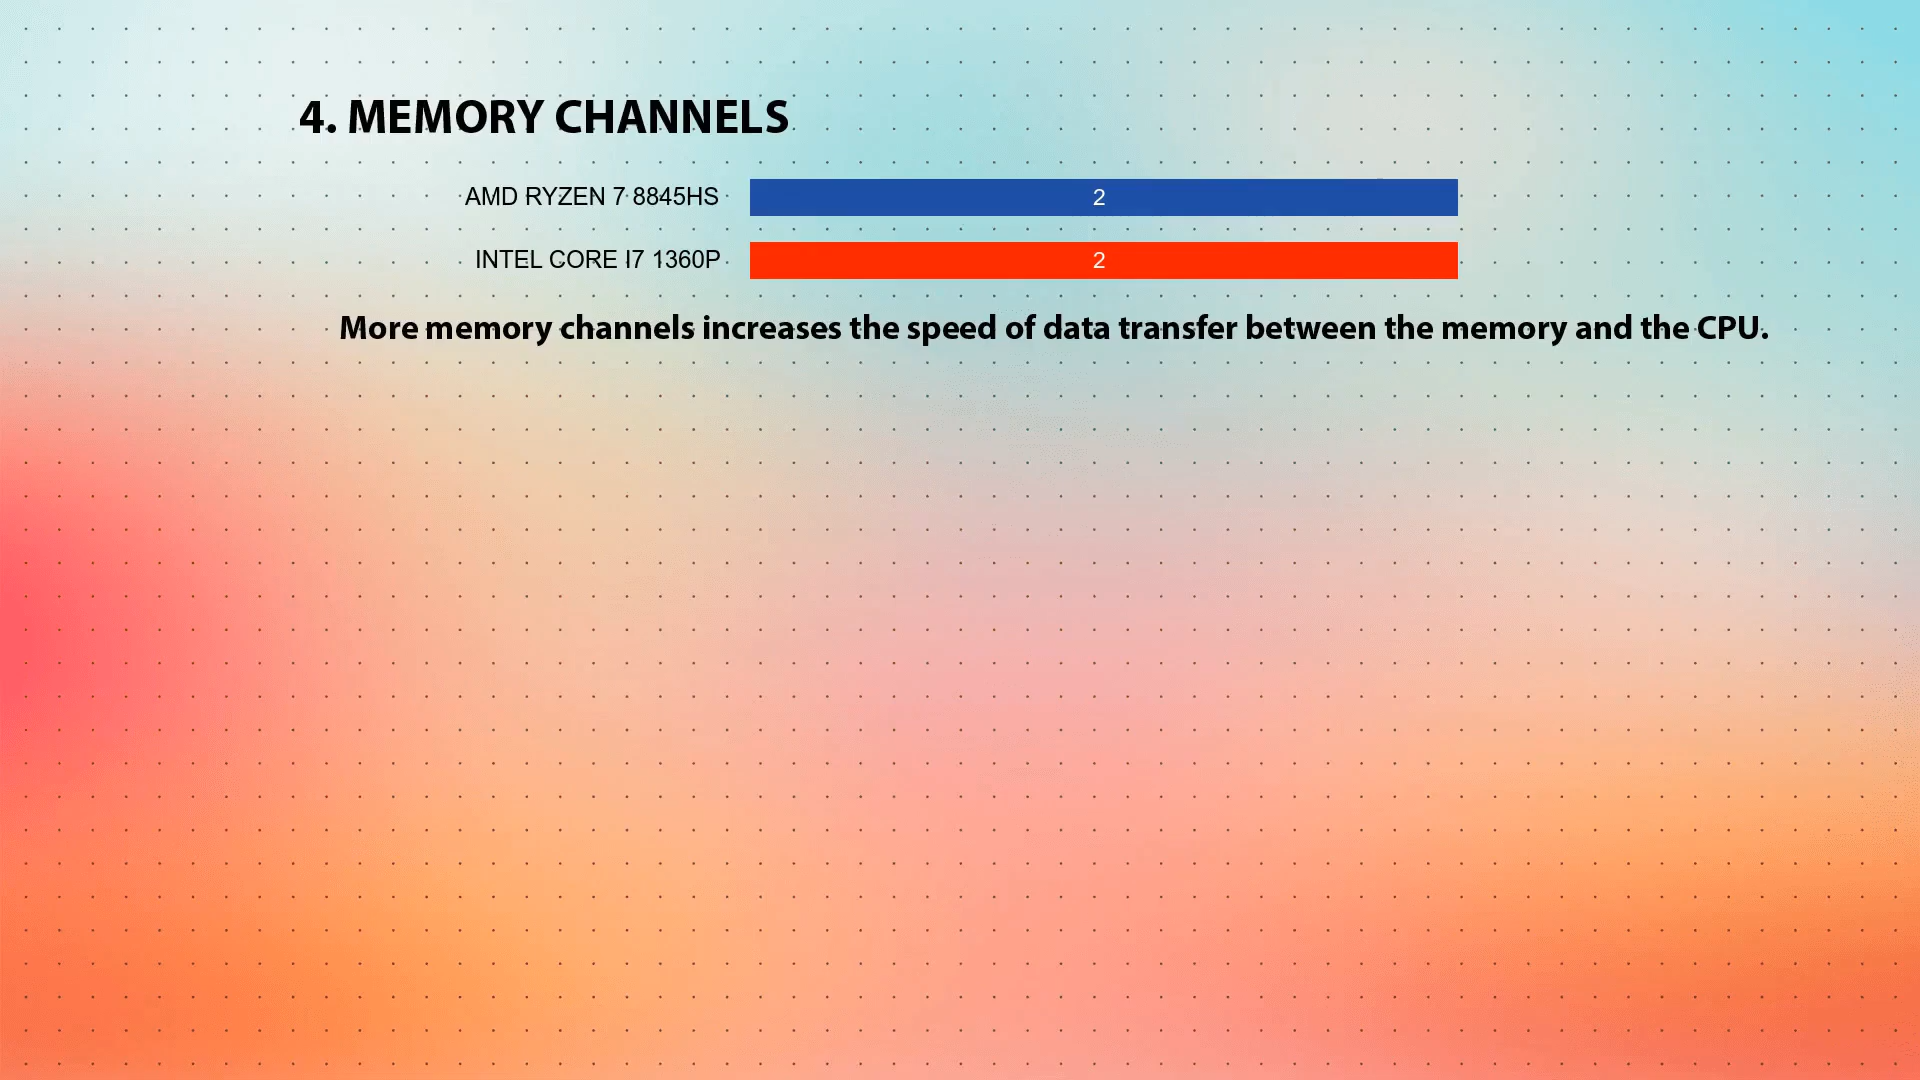 4. MEMORY CHANNELS
AMD RYZEN 7 8845HS 2
INTEL CORE I7 1360P 2
More memory channels increases the speed of data transfer between the memory and the CPU.